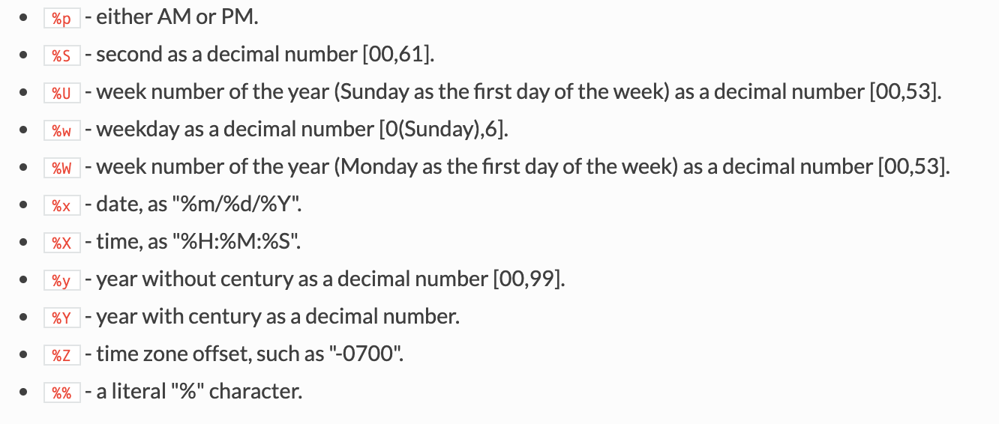 • %p - either AM or PM.
• %S - second as a decimal number [00,61].
• %U - week number of the year (Sunday as the first day of the week) as a decimal number [00,53].
• %w - weekday as a decimal number [0(Sunday),6].
• %W - week number of the year (Monday as the first day of the week) as a decimal number [00,53].
• %x - date, as "%m/%d/%Y".
• %X - time, as "%H:%M:%S".
• %y - year without century as a decimal number [00,99].
• %Y - year with century as a decimal number.
• %Z - time zone offset, such as "-0700".
• %% - a literal "%" character.